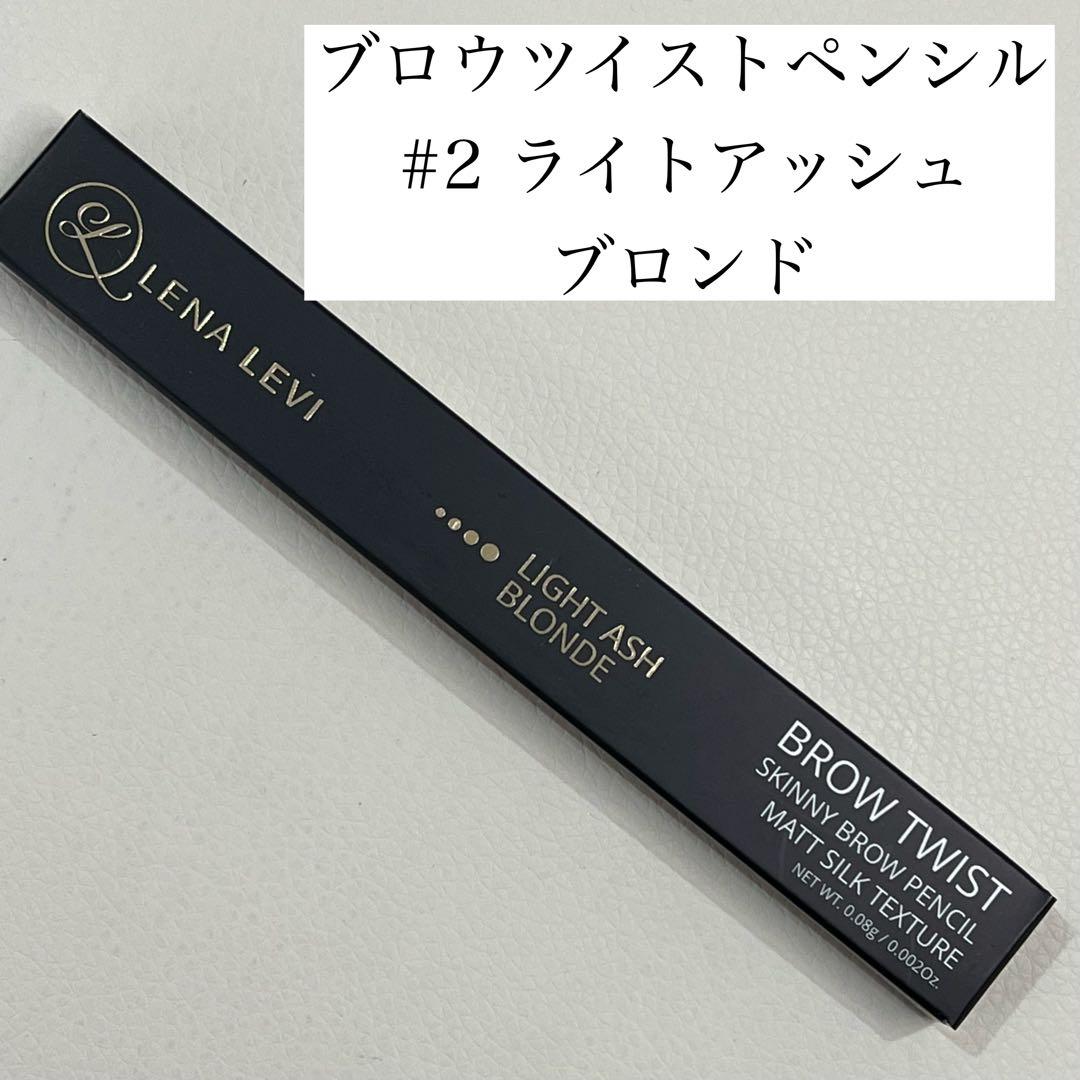 ブロウツイストペンシル
#2 ライトアッシュ
ブロンド
L
LENA LEVI
LIGHT ASH
BLONDE
BROW TWIST
SKINNY BROW PENCIL
MATT SILK TEXTURE
NET WT. 0.08g / 0.002Oz.